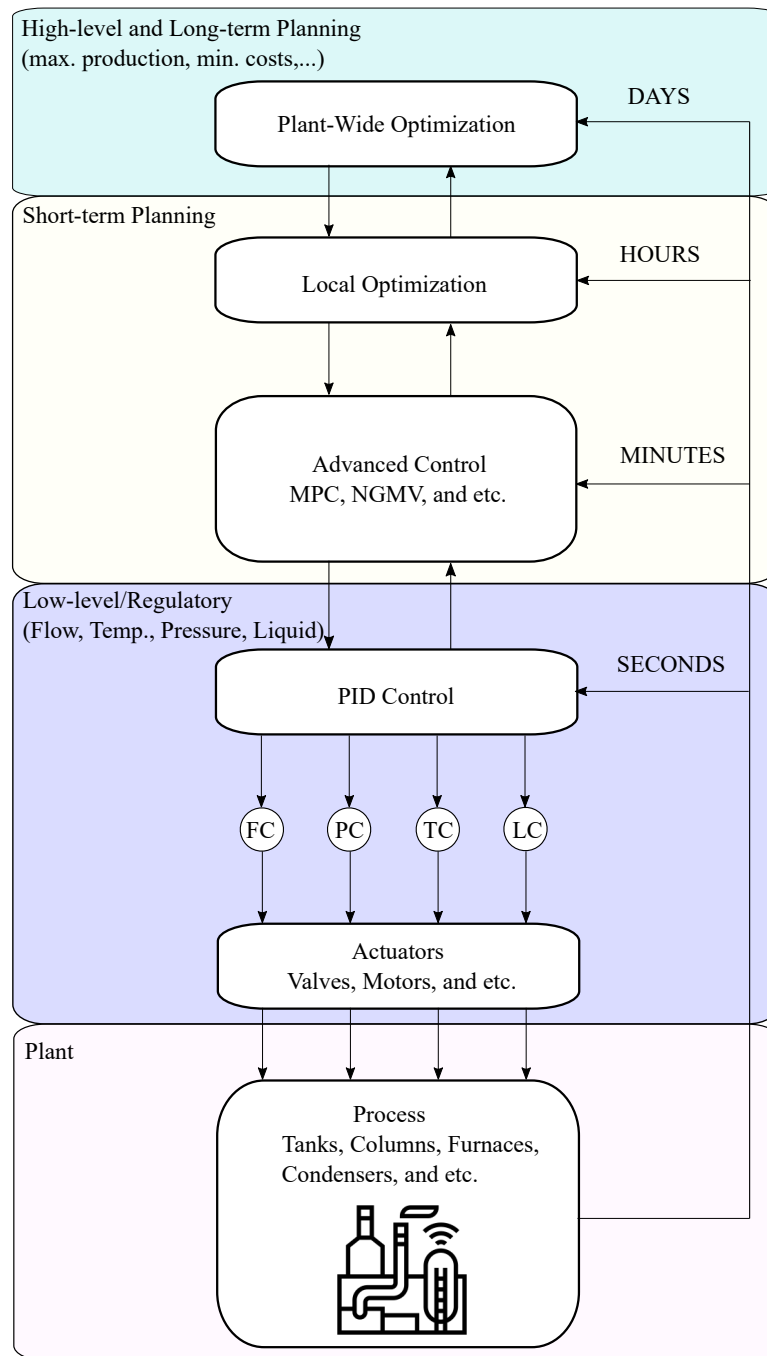 High-level and Long-term Planning
(max. production, min. costs,...)
DAYS
Plant-Wide Optimization
Short-term Planning
HOURS
Local Optimization
MINUTES
Advanced Control
MPC, NGMV, and etc.
Low-level/Regulatory
(Flow, Temp., Pressure, Liquid)
SECONDS
PID Control
FC
PC
TC
LC
Actuators
Valves, Motors, and etc.
Plant
Process
Tanks, Columns, Furnaces,
Condensers, and etc.